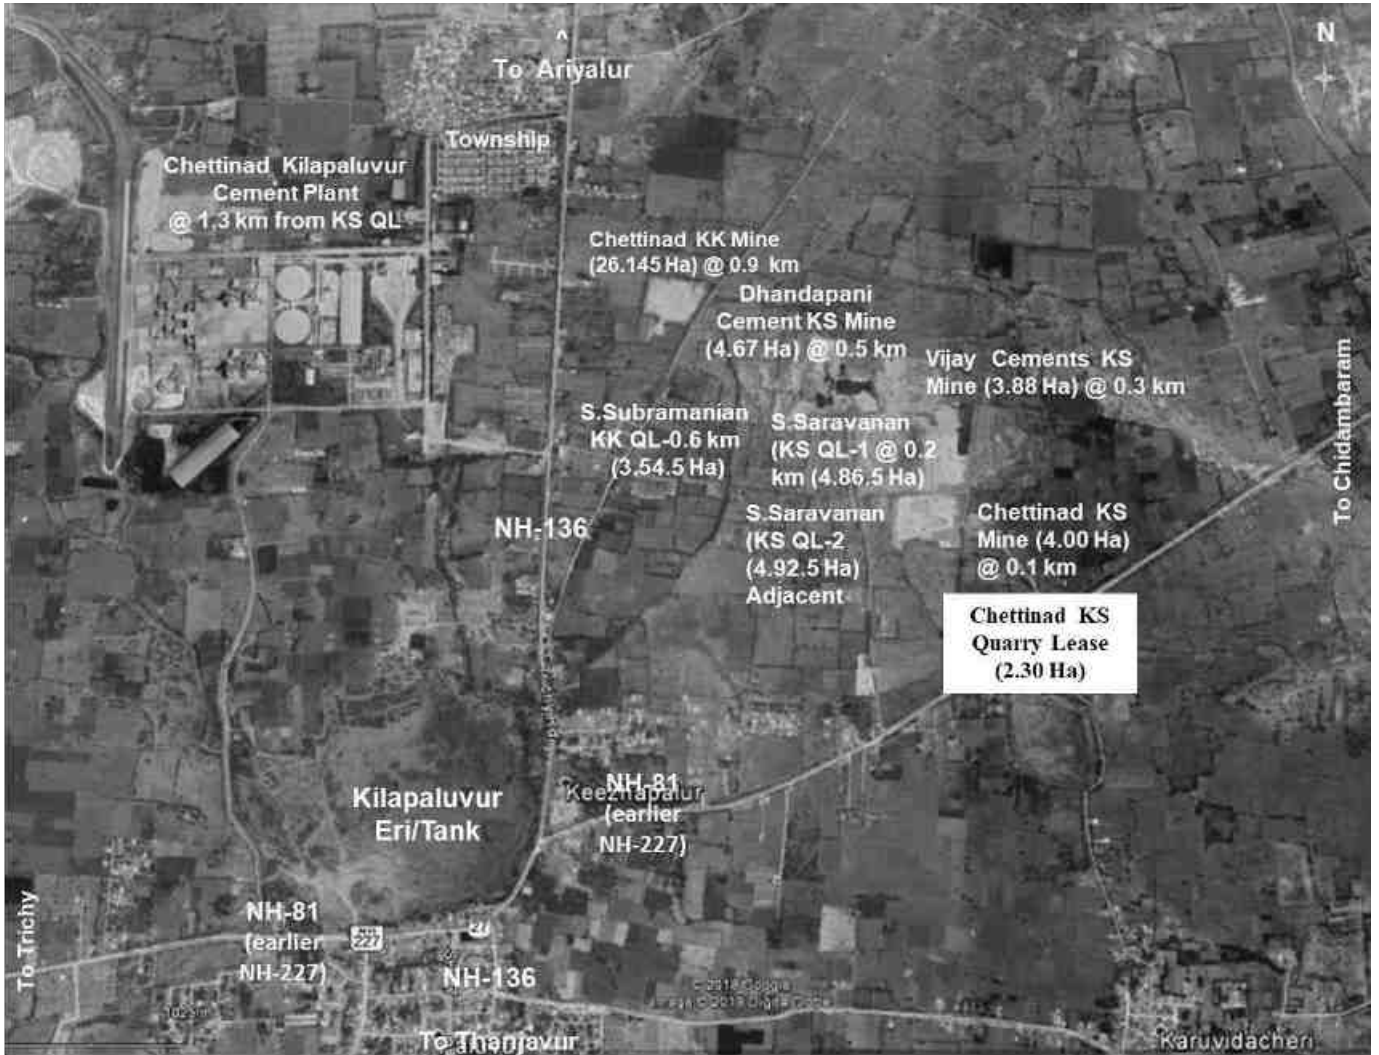 N
^
To Ariyalur
Township
Chettinad Kilapaluvur
Cement Plant
@ 1.3 km from KS QL
Chettinad KK Mine
(26.145 Ha) @ 0.9 km
Dhandapani
Cement KS Mine
(4.67 Ha) @ 0.5 km
Vijay Cements KS
Mine (3.88 Ha) @ 0.3 km
To Chidambaram
S.Subramanian
KK QL-0.6 km
(3.54.5 Ha)
S.Saravanan
(KS QL-1 @ 0.2
km (4.86.5 Ha)
NH-136
S.Saravanan
(KS QL-2
(4.92.5 Ha)
Adjacent
Chettinad KS
Mine (4.00 Ha)
@ 0.1 km
Chettinad KS
Quarry Lease
(2.30 Ha)
Kilapaluvur
Eri/Tank
NH-81
Keezhapalur
(earlier
NH-227)
To Trichy
NH-81
(earlier
NH-227)
227
NH-136
© 2018 Google
Image © 2019 DigitalGlobe
To Thanjavur
Karuvidacheri